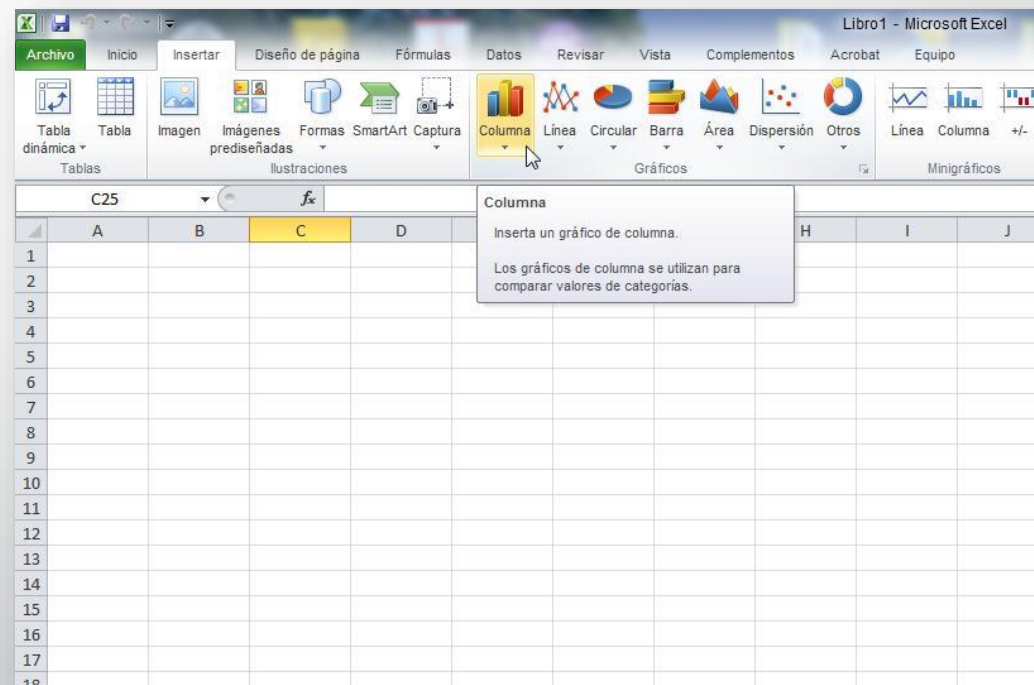 Libro1 - Microsoft Excel
Archivo Inicio Insertar Diseño de página Fórmulas Datos Revisar Vista Complementos Acrobat Equipo
Tabla dinámica
Tabla
Imagen
Imágenes prediseñadas
Formas
SmartArt
Captura
Columna
Línea
Circular
Barra
Área
Dispersión
Otros
Línea
Columna
+/-
Tablas
Ilustraciones
Gráficos
Minigráficos
C25
fx
Columna
Inserta un gráfico de columna.
Los gráficos de columna se utilizan para
comparar valores de categorías.
A B C D H I J
1
2
3
4
5
6
7
8
9
10
11
12
13
14
15
16
17
18